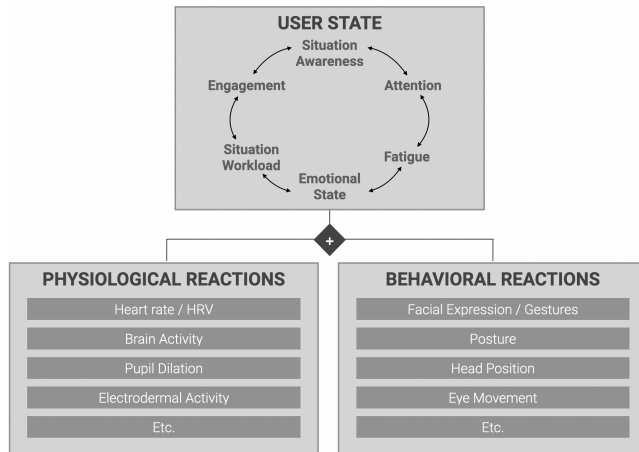 USER STATE
Situation
Awareness
Engagement
Attention
Situation
Workload
Fatigue
Emotional
State
+
PHYSIOLOGICAL REACTIONS
Heart rate / HRV
Brain Activity
Pupil Dilation
Electrodermal Activity
Etc.
BEHAVIORAL REACTIONS
Facial Expression / Gestures
Posture
Head Position
Eye Movement
Etc.